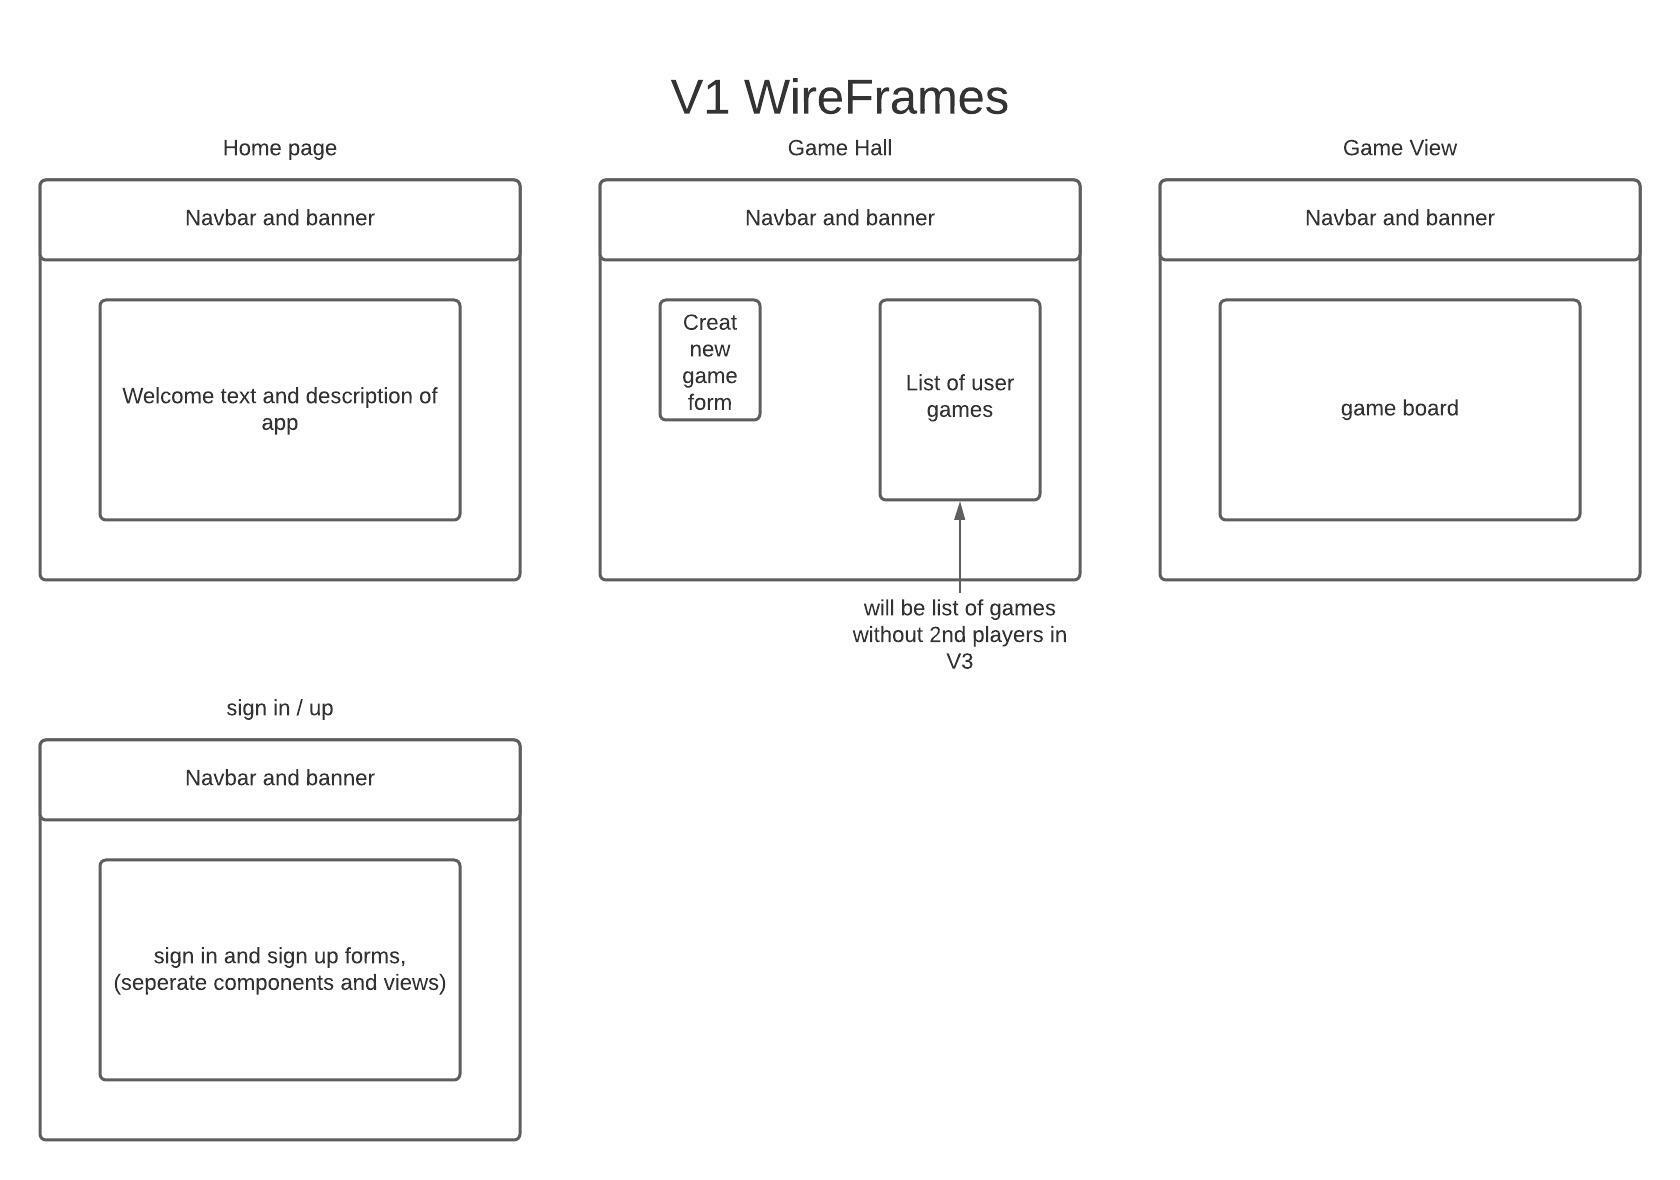 V1 WireFrames
Home page
Navbar and banner
Welcome text and description of
app
Game Hall
Navbar and banner
Creat
new
game
form
List of user
games
will be list of games
without 2nd players in
V3
Game View
Navbar and banner
game board
sign in / up
Navbar and banner
sign in and sign up forms,
(seperate components and views)